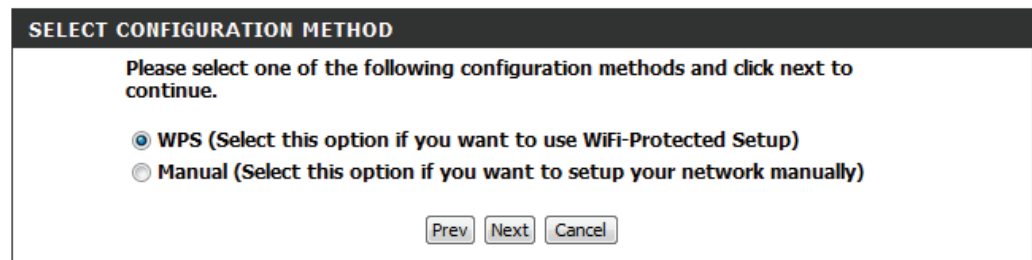 SELECT CONFIGURATION METHOD
Please select one of the following configuration methods and click next to
continue.
WPS (Select this option if you want to use WiFi-Protected Setup)
Manual (Select this option if you want to setup your network manually)
Prev Next Cancel